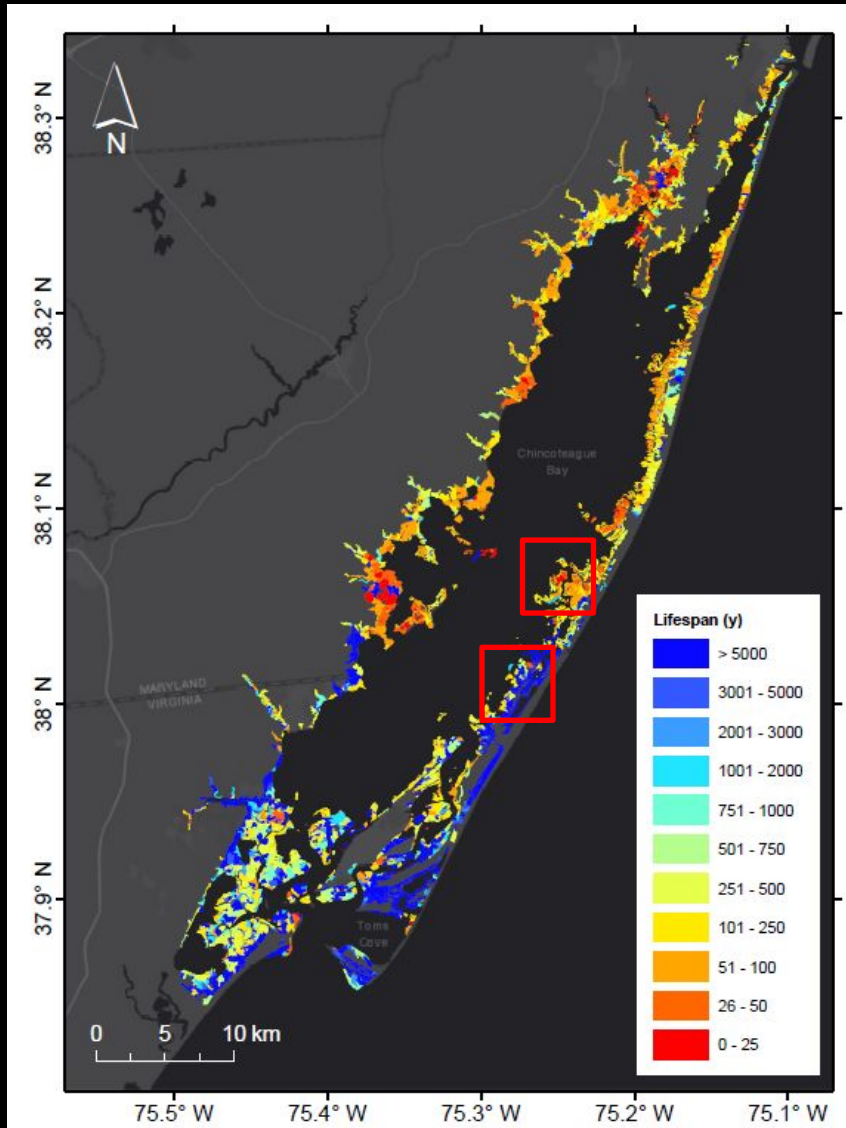 N
38.3° N
38.2° N
38.1° N
38° N
37.9° N
Chincoteague
Bay
MARYLAND
VIRGINIA
Toms
Cove
Lifespan (y)
> 5000
3001 - 5000
2001 - 3000
1001 - 2000
751 - 1000
501 - 750
251 - 500
101 - 250
51 - 100
26 - 50
0 - 25
0 5 10 km
75.5° W 75.4° W 75.3° W 75.2° W 75.1° W